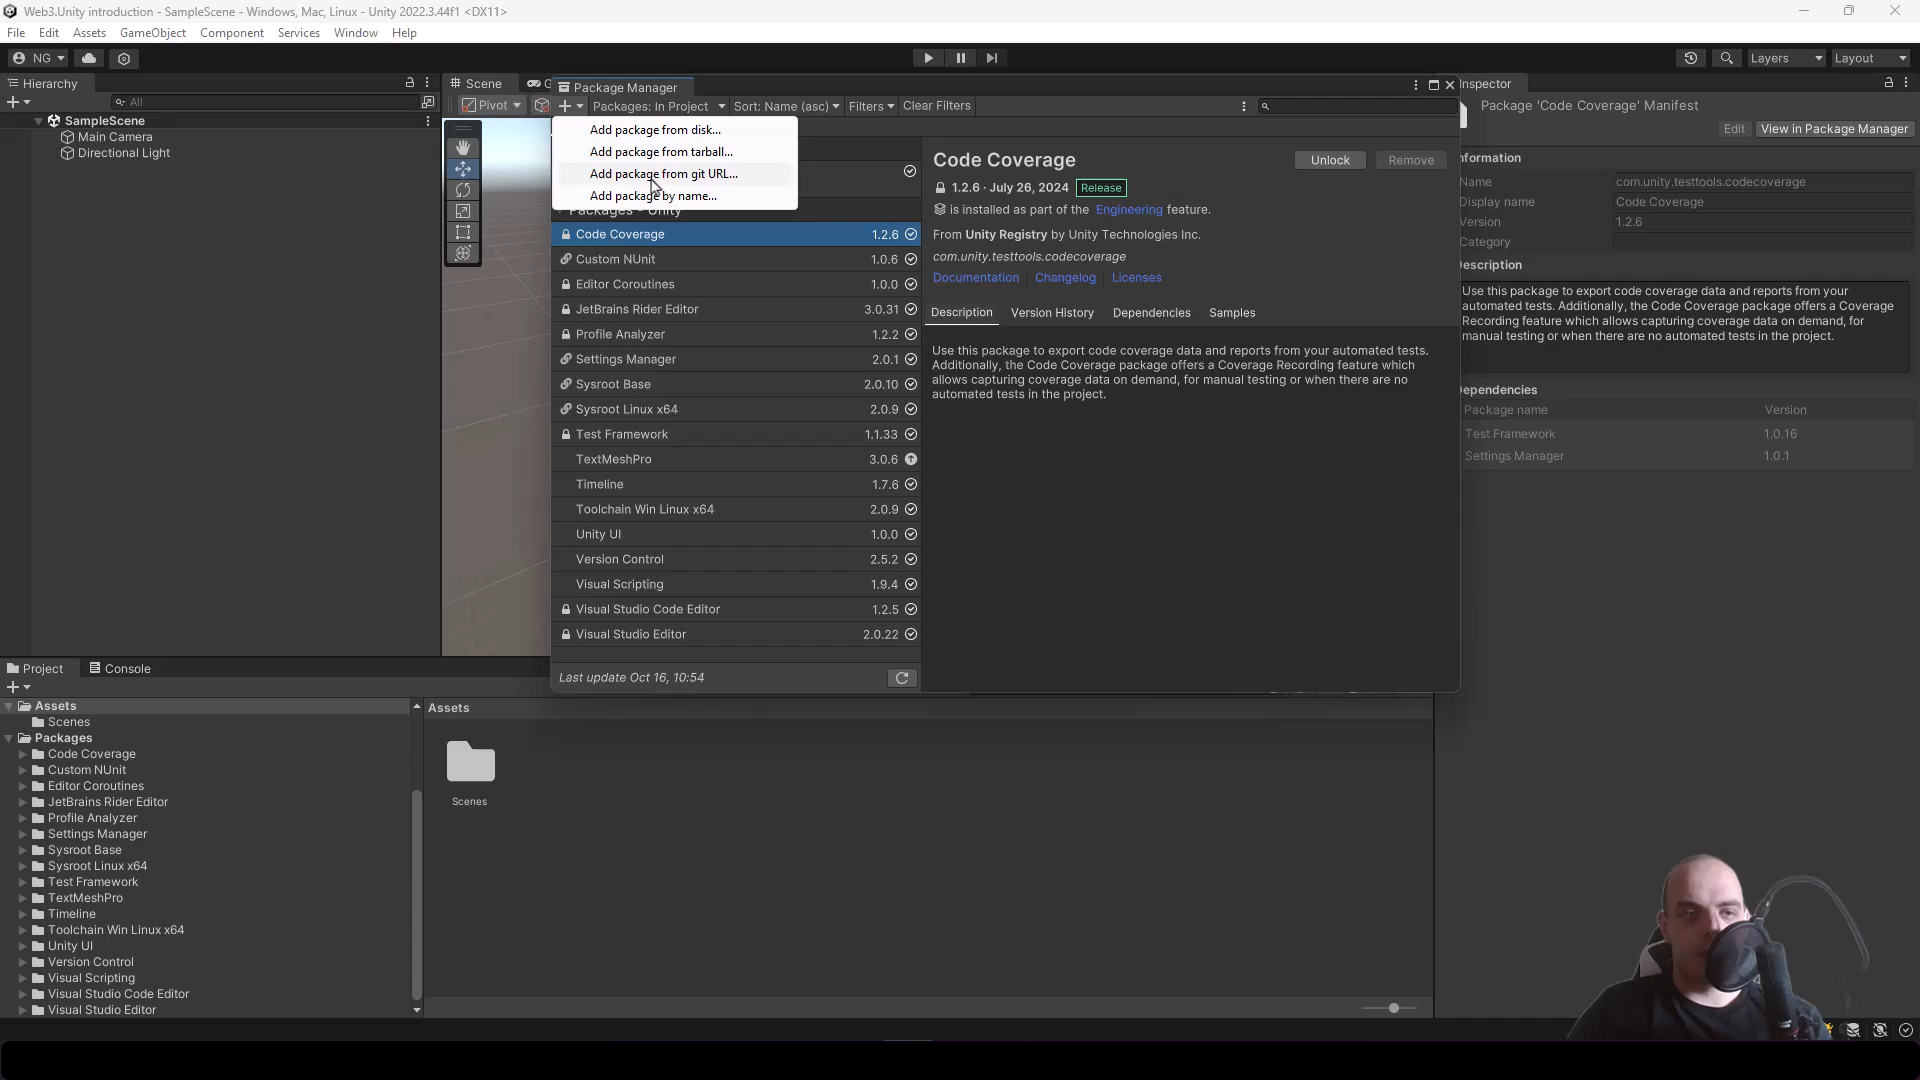 Web3.Unity introduction - SampleScene - Windows, Mac, Linux - Unity 2022.3.44f1 <DX11>
File Edit Assets GameObject Component Services Window Help
NG
Layers
Layout
Hierarchy
All
SampleScene
Main Camera
Directional Light
Scene
Pivot
Package Manager
Packages: In Project
Sort: Name (asc)
Filters
Clear Filters
Add package from disk...
Add package from tarball...
Add package from git URL...
Add package by name...
Packages - Unity
Code Coverage 1.2.6
Custom NUnit 1.0.6
Editor Coroutines 1.0.0
JetBrains Rider Editor 3.0.31
Profile Analyzer 1.2.2
Settings Manager 2.0.1
Sysroot Base 2.0.10
Sysroot Linux x64 2.0.9
Test Framework 1.1.33
TextMeshPro 3.0.6
Timeline 1.7.6
Toolchain Win Linux x64 2.0.9
Unity UI 1.0.0
Version Control 2.5.2
Visual Scripting 1.9.4
Visual Studio Code Editor 1.2.5
Visual Studio Editor 2.0.22
Last update Oct 16, 10:54
Code Coverage
Unlock
Remove
1.2.6 · July 26, 2024 Release
is installed as part of the Engineering feature.
From Unity Registry by Unity Technologies Inc.
com.unity.testtools.codecoverage
Documentation Changelog Licenses
Description Version History Dependencies Samples
Use this package to export code coverage data and reports from your automated tests.
Additionally, the Code Coverage package offers a Coverage Recording feature which
allows capturing coverage data on demand, for manual testing or when there are no
automated tests in the project.
Inspector
Package 'Code Coverage' Manifest
Edit
View in Package Manager
nformation
Name com.unity.testtools.codecoverage
Display name Code Coverage
Version 1.2.6
Category
Description
Use this package to export code coverage data and reports from your
automated tests. Additionally, the Code Coverage package offers a Coverage
Recording feature which allows capturing coverage data on demand, for
manual testing or when there are no automated tests in the project.
Dependencies
Package name Version
Test Framework 1.0.16
Settings Manager 1.0.1
Project
Console
Assets
Scenes
Packages
Code Coverage
Custom NUnit
Editor Coroutines
JetBrains Rider Editor
Profile Analyzer
Settings Manager
Sysroot Base
Sysroot Linux x64
Test Framework
TextMeshPro
Timeline
Toolchain Win Linux x64
Unity UI
Version Control
Visual Scripting
Visual Studio Code Editor
Visual Studio Editor
Assets
Scenes